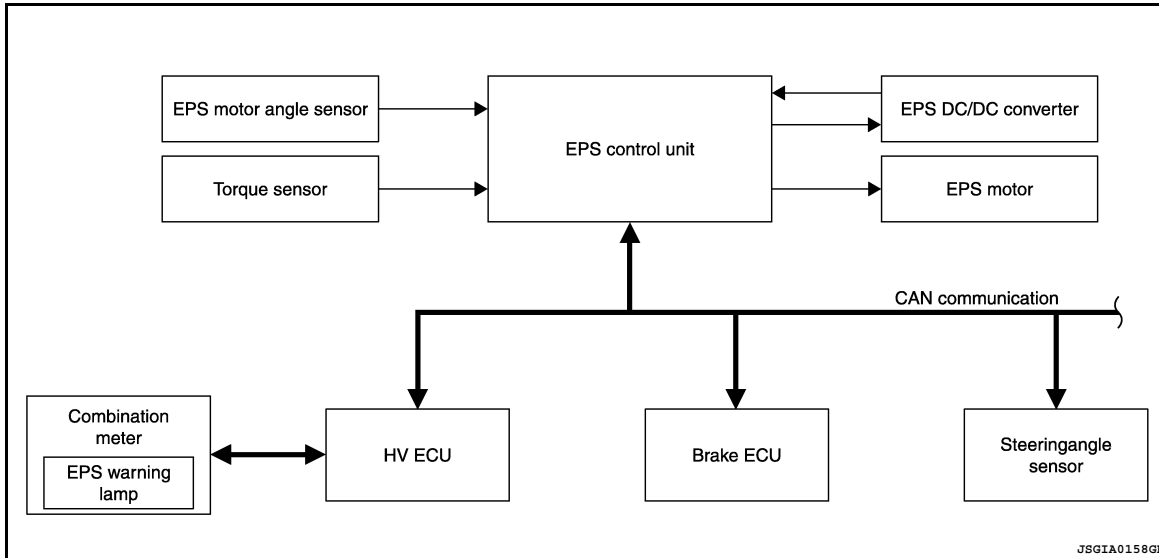 EPS motor angle sensor
EPS control unit
EPS DC/DC converter
Torque sensor
EPS motor
CAN communication
Combination
meter
EPS warning
lamp
HV ECU
Brake ECU
Steeringangle
sensor